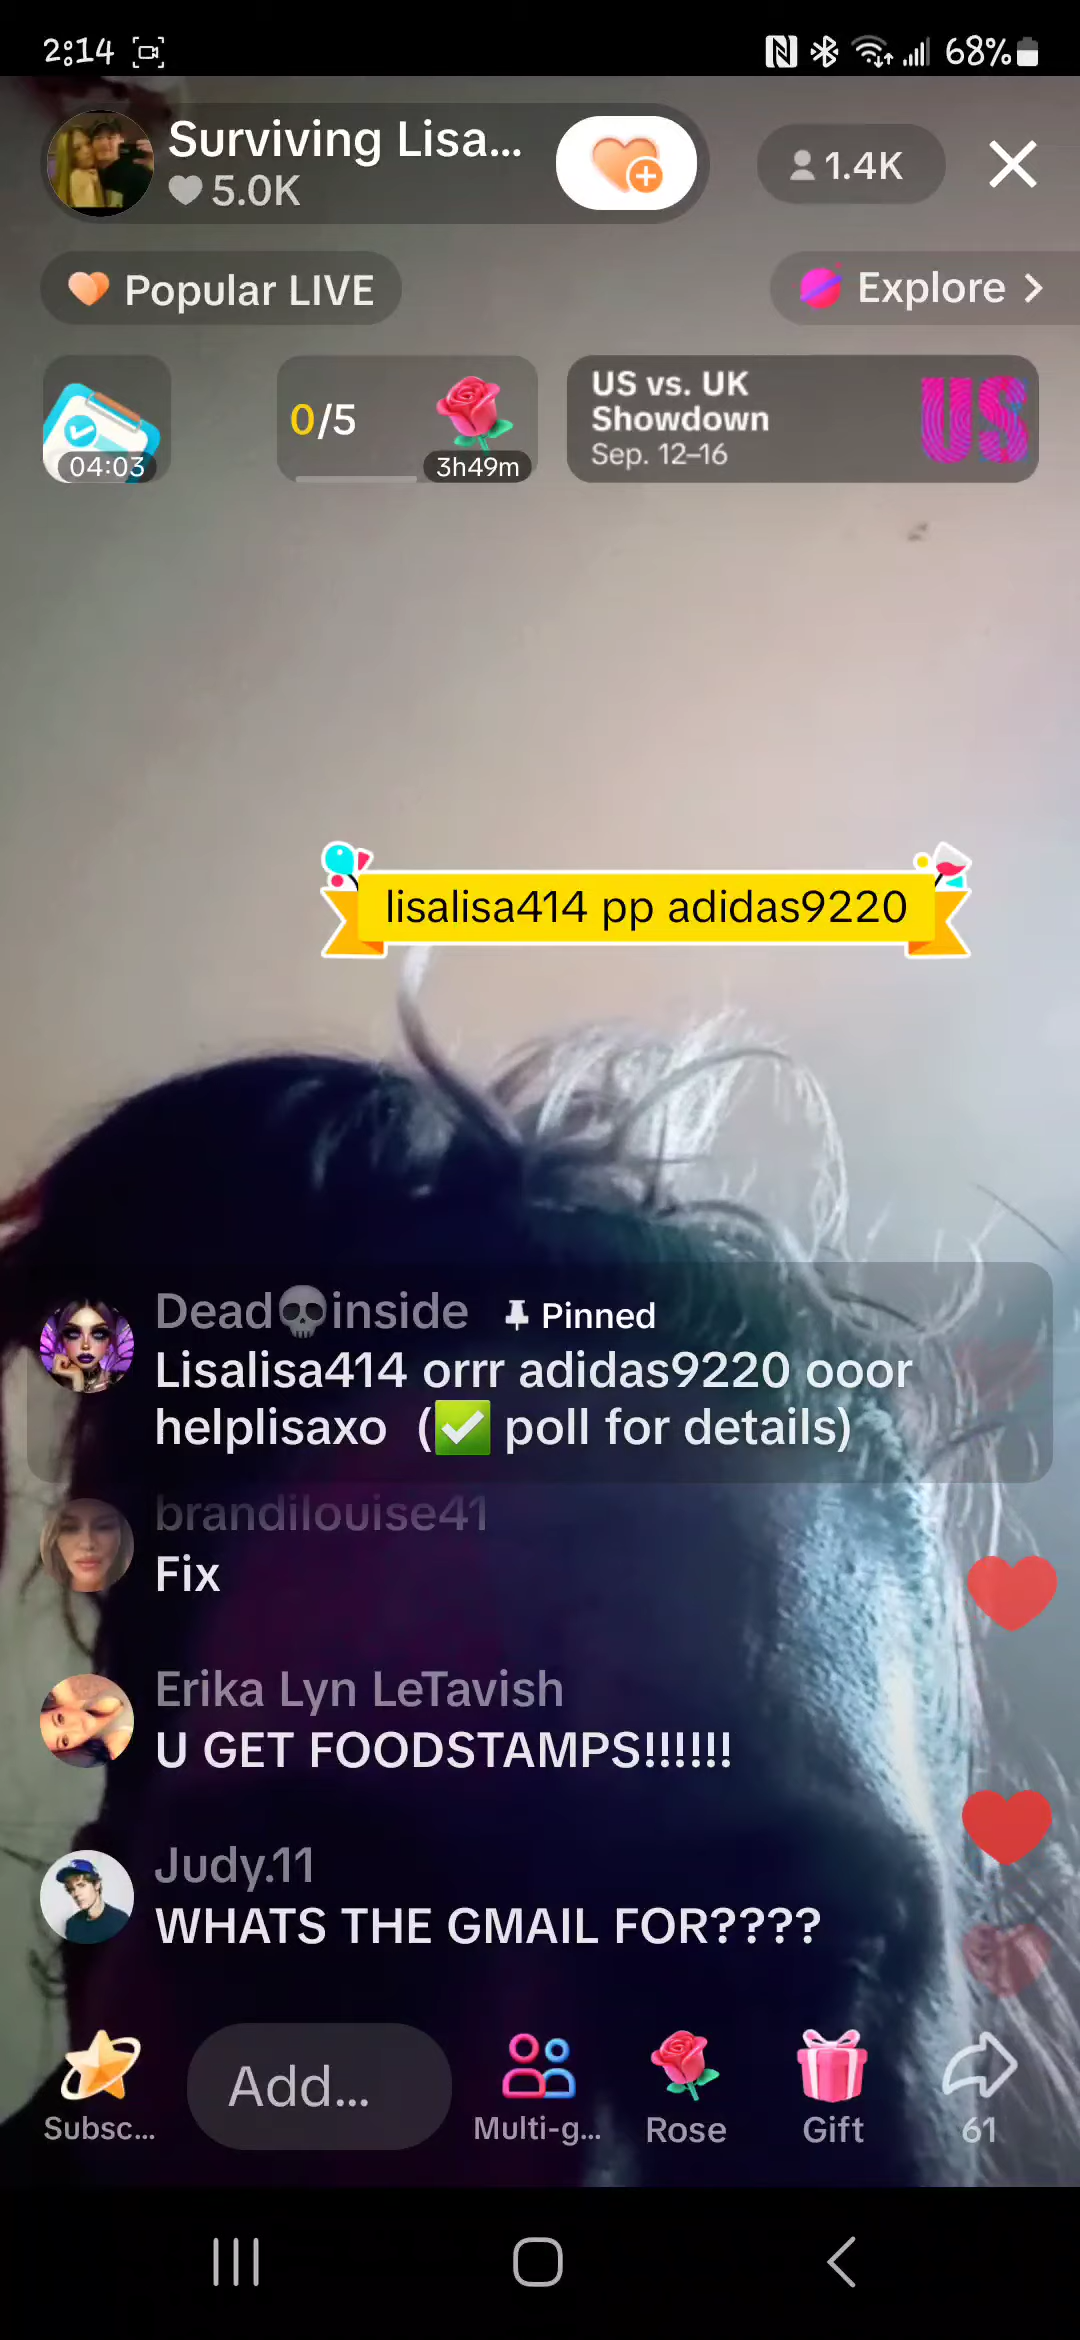 2:14
68%
Surviving Lisa...
5.0K
1.4K
Popular LIVE
Explore
04:03
0/5
3h49m
US vs. UK
Showdown
Sep. 12–16
US
lisalisa414 pp adidas9220
Dead💀inside Pinned
Lisalisa414 orrr adidas9220 ooor
helplisaxo (✅ poll for details)
brandilouise41
Fix
Erika Lyn LeTavish
U GET FOODSTAMPS!!!!!!
Judy.11
WHATS THE GMAIL FOR????
Add...
Subsc...
Multi-g...
Rose
Gift
61